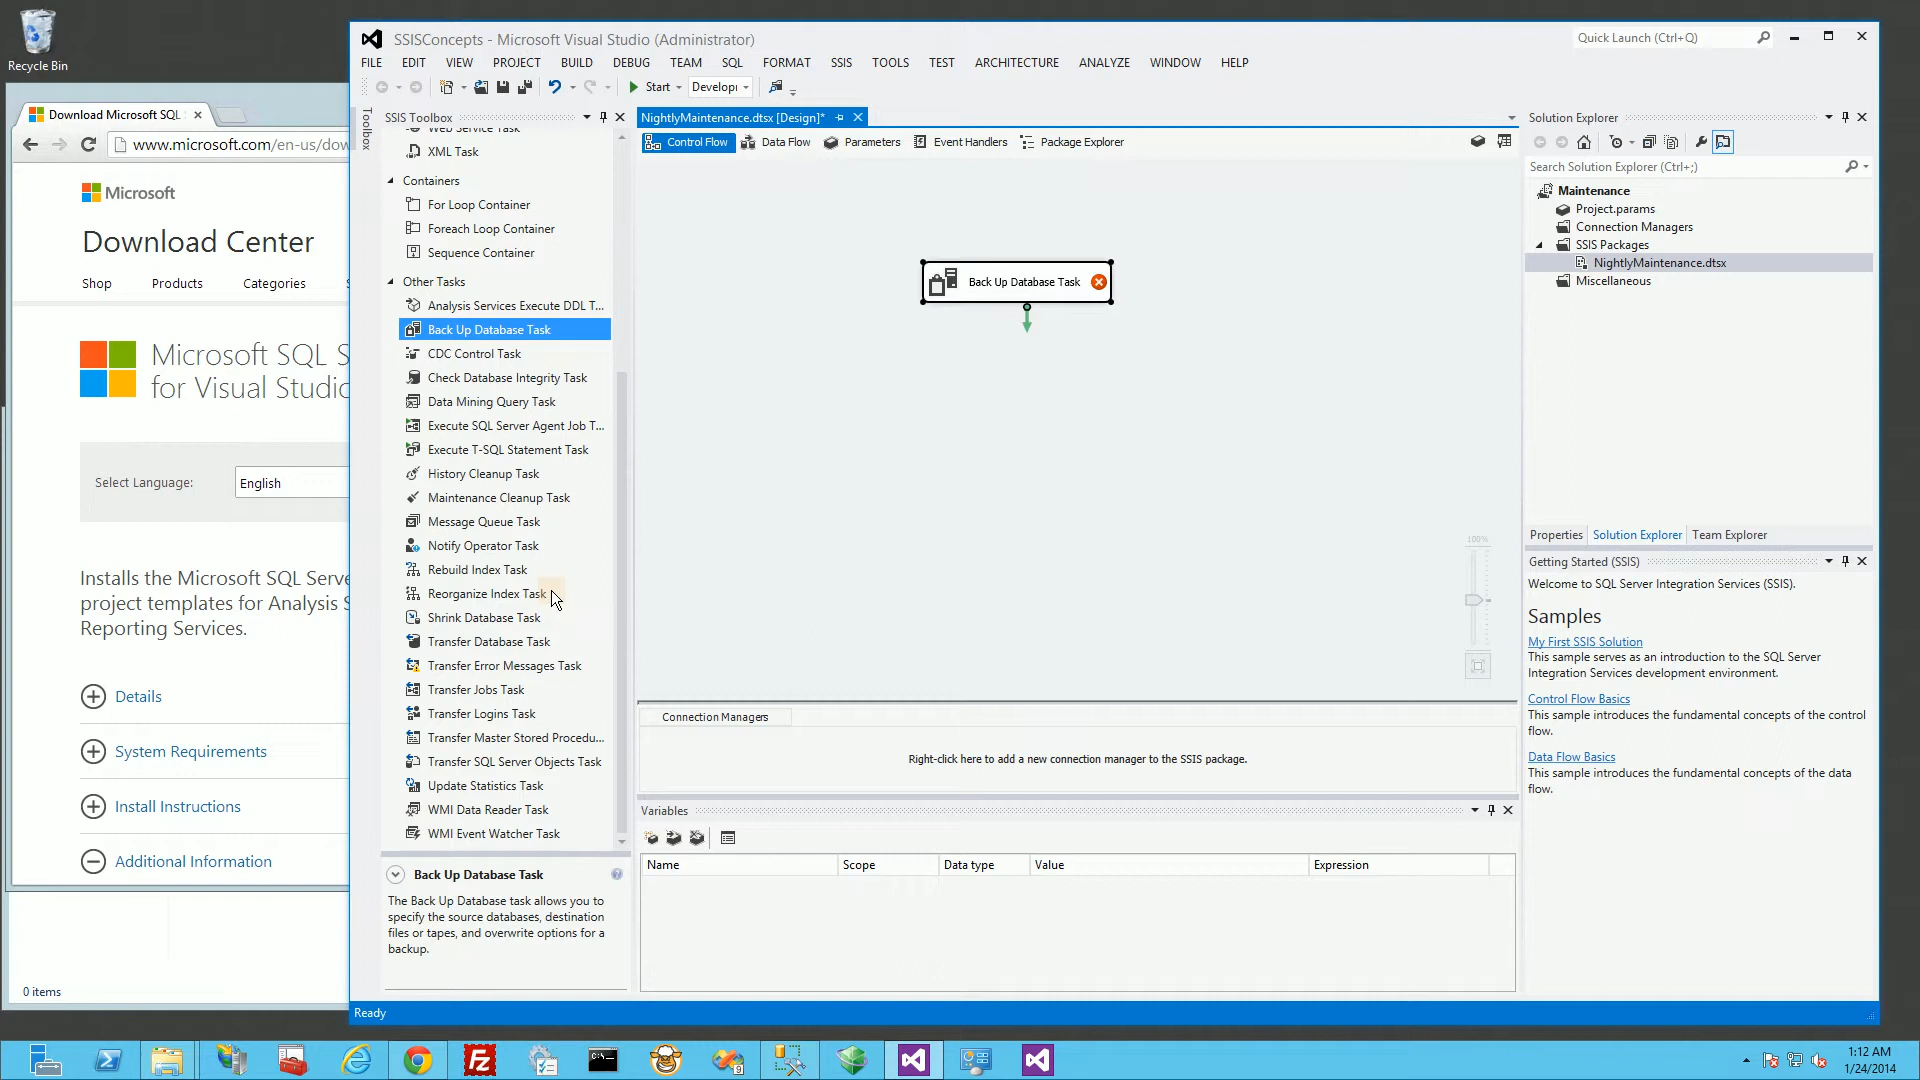 Recycle Bin
Download Microsoft SQL
www.microsoft.com/en-us/dow
Microsoft
Download Center
Shop
Products
Categories
Microsoft SQL S
for Visual Studio
Select Language:
English
Installs the Microsoft SQL Serve
project templates for Analysis S
Reporting Services.
Details
System Requirements
Install Instructions
Additional Information
0 items
SSISConcepts - Microsoft Visual Studio (Administrator)
Quick Launch (Ctrl+Q)
FILE EDIT VIEW PROJECT BUILD DEBUG TEAM SQL FORMAT SSIS TOOLS TEST ARCHITECTURE ANALYZE WINDOW HELP
Start
Develop
Toolbox
SSIS Toolbox
Web Service Task
XML Task
Containers
For Loop Container
Foreach Loop Container
Sequence Container
Other Tasks
Analysis Services Execute DDL T...
Back Up Database Task
CDC Control Task
Check Database Integrity Task
Data Mining Query Task
Execute SQL Server Agent Job T...
Execute T-SQL Statement Task
History Cleanup Task
Maintenance Cleanup Task
Message Queue Task
Notify Operator Task
Rebuild Index Task
Reorganize Index Task
Shrink Database Task
Transfer Database Task
Transfer Error Messages Task
Transfer Jobs Task
Transfer Logins Task
Transfer Master Stored Procedu...
Transfer SQL Server Objects Task
Update Statistics Task
WMI Data Reader Task
WMI Event Watcher Task
Back Up Database Task
The Back Up Database task allows you to
specify the source databases, destination
files or tapes, and overwrite options for a
backup.
NightlyMaintenance.dtsx [Design]*
Control Flow
Data Flow
Parameters
Event Handlers
Package Explorer
Back Up Database Task
100%
Connection Managers
Right-click here to add a new connection manager to the SSIS package.
Variables
Name
Scope
Data type
Value
Expression
Solution Explorer
Search Solution Explorer (Ctrl+;)
Maintenance
Project.params
Connection Managers
SSIS Packages
NightlyMaintenance.dtsx
Miscellaneous
Properties
Solution Explorer
Team Explorer
Getting Started (SSIS)
Welcome to SQL Server Integration Services (SSIS).
Samples
My First SSIS Solution
This sample serves as an introduction to the SQL Server
Integration Services development environment.
Control Flow Basics
This sample introduces the fundamental concepts of the control
flow.
Data Flow Basics
This sample introduces the fundamental concepts of the data
flow.
Ready
1:12 AM
1/24/2014